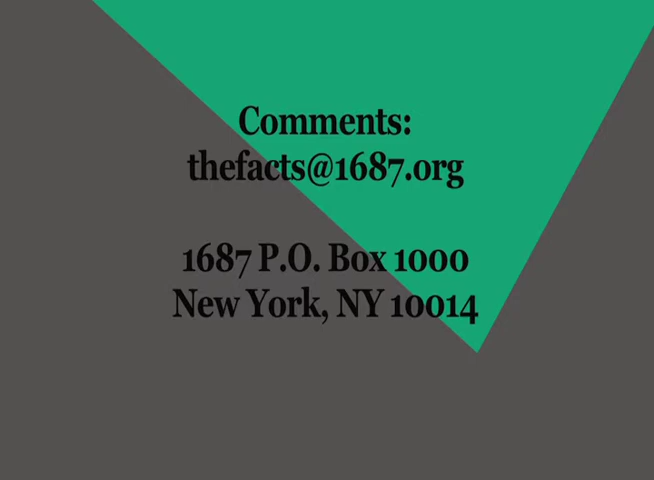 Comments:
thefacts@1687.org
1687 P.O. Box 1000
New York, NY 10014